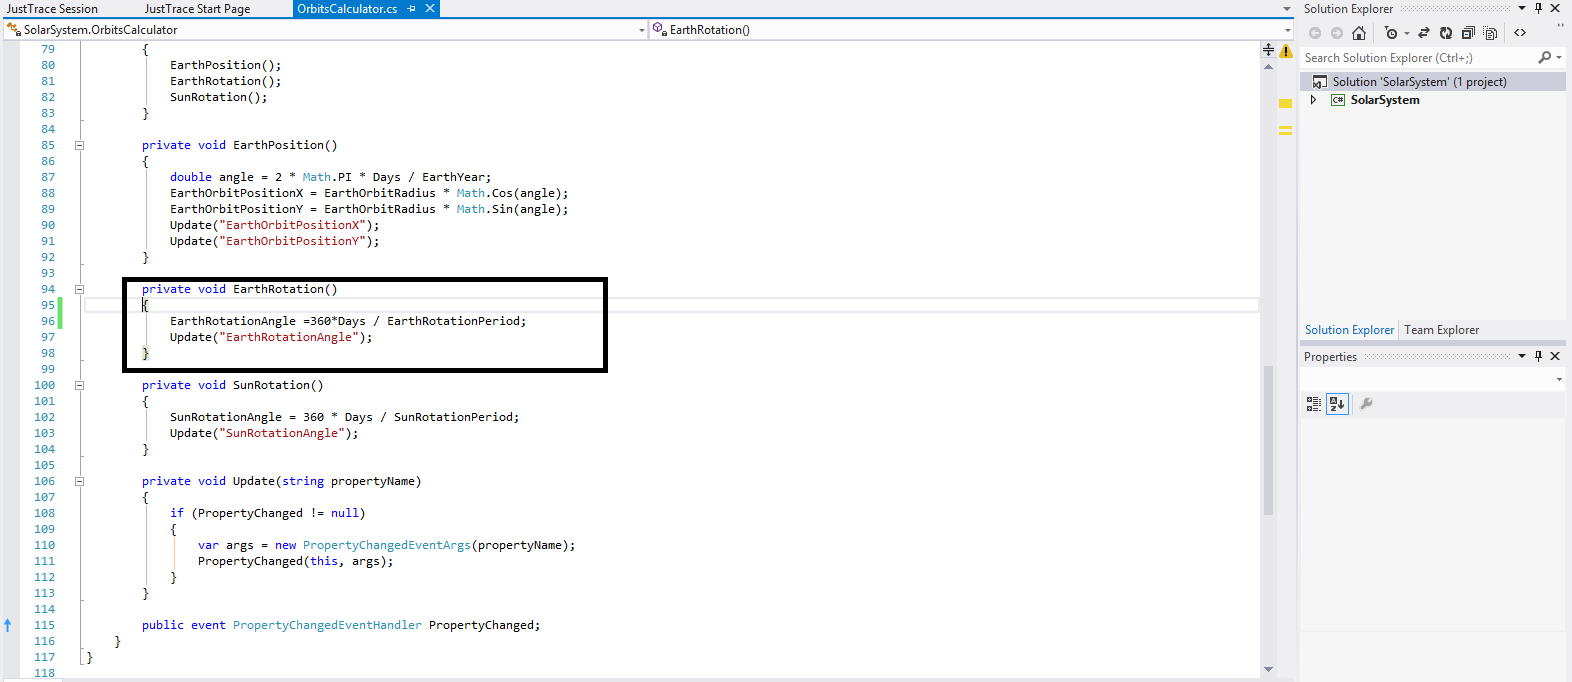 JustTrace Session JustTrace Start Page OrbitsCalculator.cs
SolarSystem.OrbitsCalculator EarthRotation()
79 {
80 EarthPosition();
81 EarthRotation();
82 SunRotation();
83 }
84
85 private void EarthPosition()
86 {
87 double angle = 2 * Math.PI * Days / EarthYear;
88 EarthOrbitPositionX = EarthOrbitRadius * Math.Cos(angle);
89 EarthOrbitPositionY = EarthOrbitRadius * Math.Sin(angle);
90 Update("EarthOrbitPositionX");
91 Update("EarthOrbitPositionY");
92 }
93
94 private void EarthRotation()
95 {
96 EarthRotationAngle =360*Days / EarthRotationPeriod;
97 Update("EarthRotationAngle");
98 }
99
100 private void SunRotation()
101 {
102 SunRotationAngle = 360 * Days / SunRotationPeriod;
103 Update("SunRotationAngle");
104 }
105
106 private void Update(string propertyName)
107 {
108 if (PropertyChanged != null)
109 {
110 var args = new PropertyChangedEventArgs(propertyName);
111 PropertyChanged(this, args);
112 }
113 }
114
115 public event PropertyChangedEventHandler PropertyChanged;
116 }
117 }
118
Solution Explorer
Search Solution Explorer (Ctrl+;)
Solution 'SolarSystem' (1 project)
C# SolarSystem
Solution Explorer Team Explorer
Properties